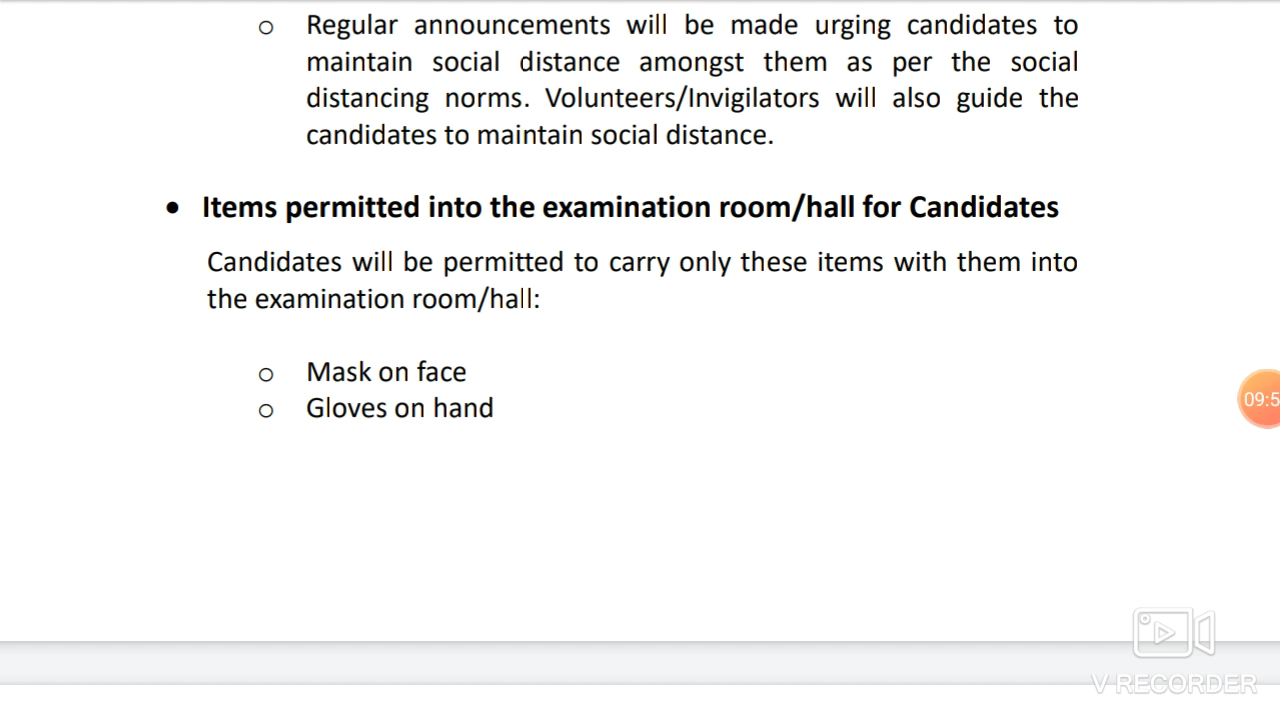 o Regular announcements will be made urging candidates to
maintain social distance amongst them as per the social
distancing norms. Volunteers/Invigilators will also guide the
candidates to maintain social distance.
• Items permitted into the examination room/hall for Candidates
Candidates will be permitted to carry only these items with them into
the examination room/hall:
o Mask on face
o Gloves on hand
09:5
V RECORDER